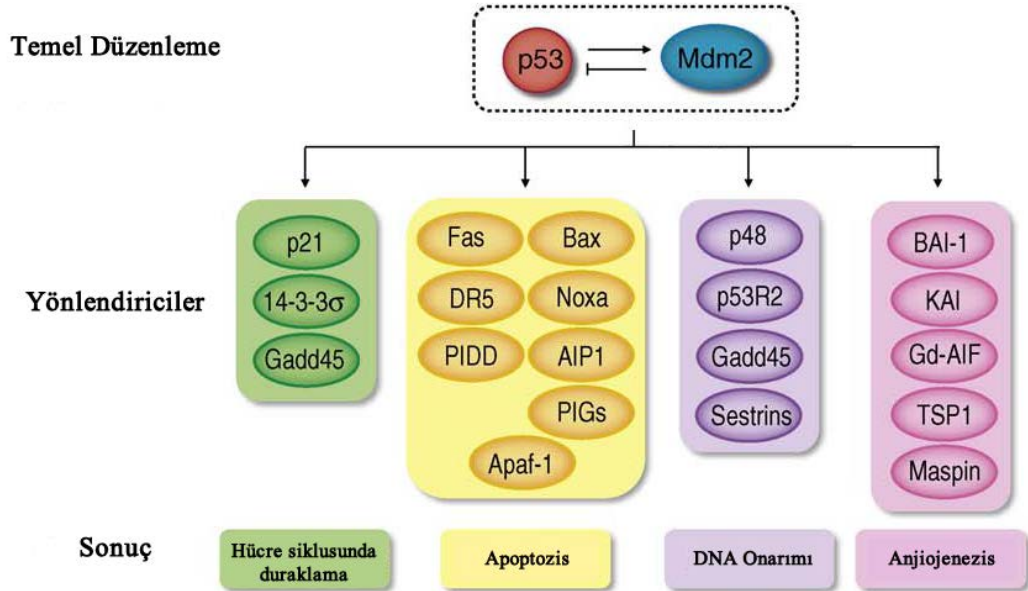 Temel Düzenleme
p53
Mdm2
Yönlendiriciler
p21
14-3-3σ
Gadd45
Fas
Bax
DR5
Noxa
PIDD
AIP1
PIGs
Apaf-1
p48
p53R2
Gadd45
Sestrins
BAI-1
KAI
Gd-AIF
TSP1
Maspin
Sonuç
Hücre siklusunda
duraklama
Apoptozis
DNA Onarımı
Anjiojenezis